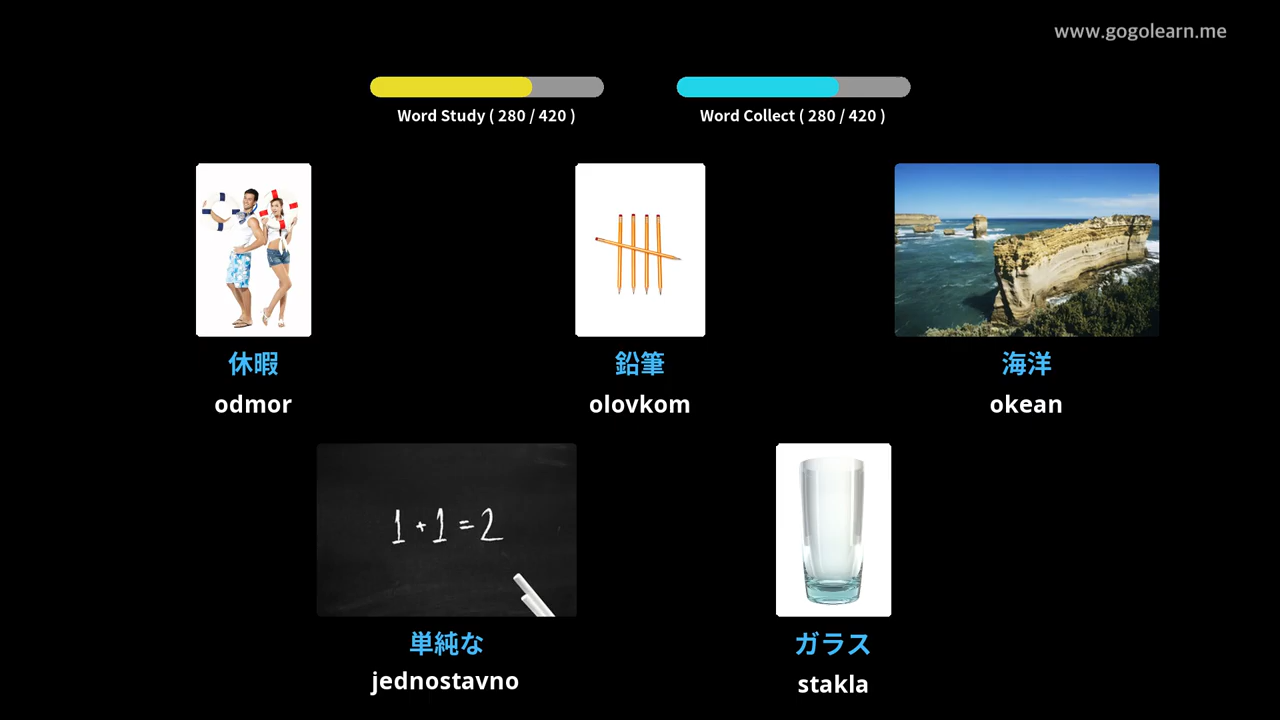 www.gogolearn.me
Word Study ( 280 / 420 )
Word Collect ( 280 / 420 )
休暇
odmor
鉛筆
olovkom
海洋
okean
1 + 1 = 2
単純な
jednostavno
ガラス
stakla